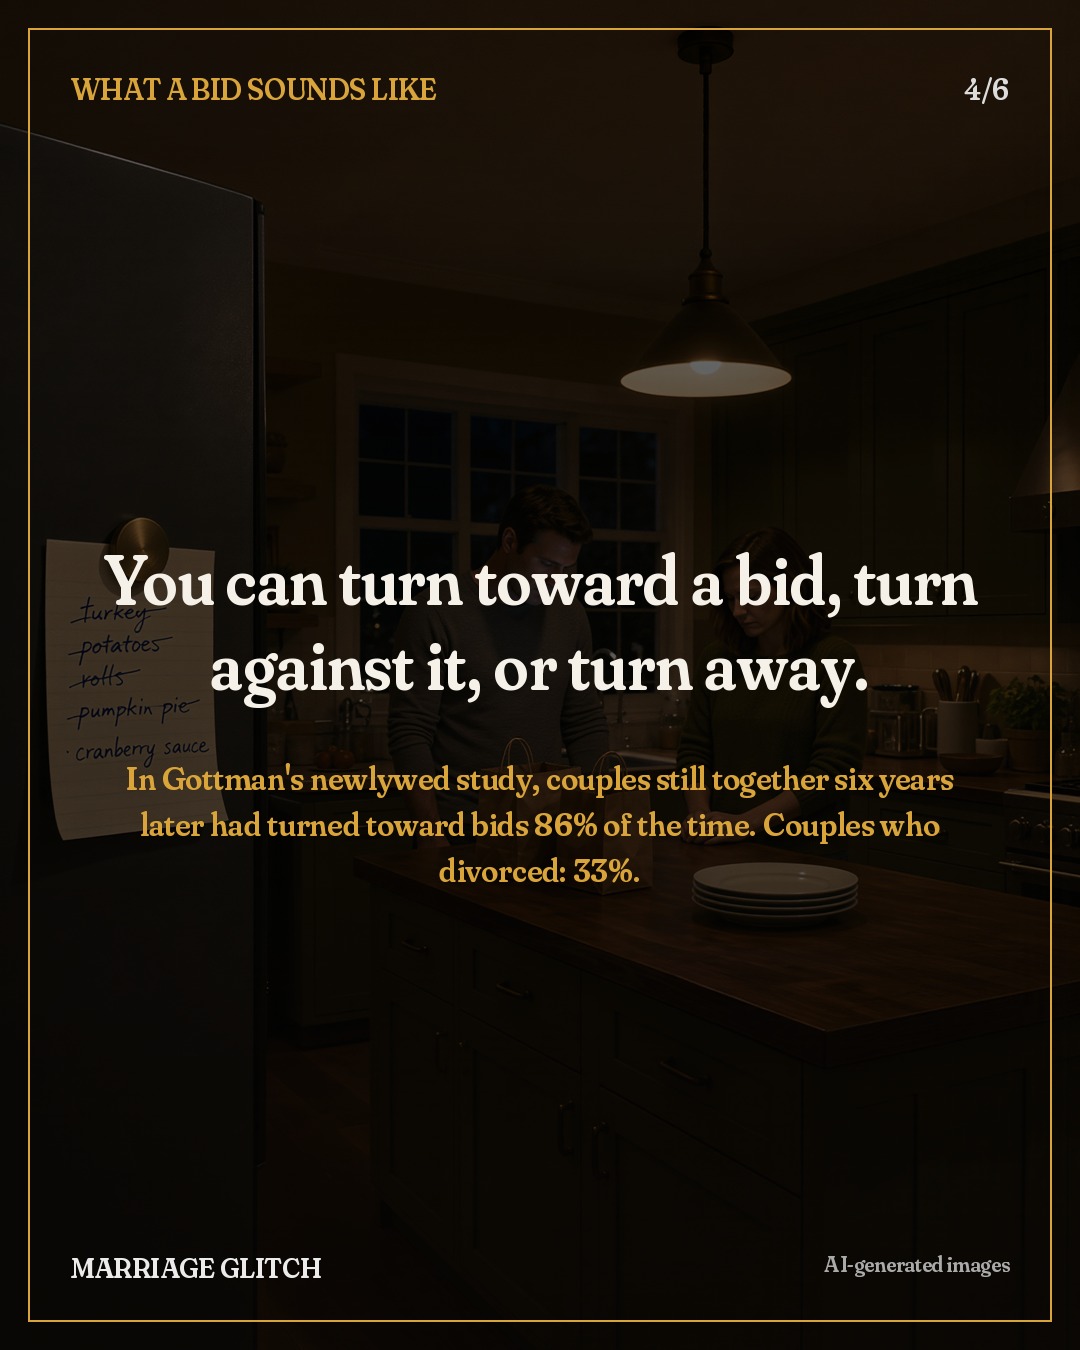 WHAT A BID SOUNDS LIKE
4/6
You can turn toward a bid, turn
against it, or turn away.
turkey
potatoes
rolls
pumpkin pie
· cranberry sauce
In Gottman's newlywed study, couples still together six years
later had turned toward bids 86% of the time. Couples who
divorced: 33%.
MARRIAGE GLITCH
AI-generated images